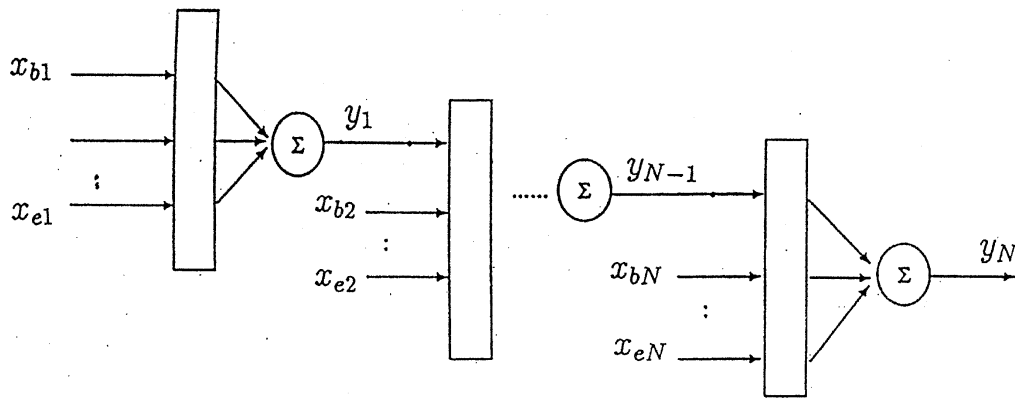 x_{b1}
:
x_{e1}
Σ
y_1
x_{b2}
:
x_{e2}
......
Σ
y_{N-1}
x_{bN}
:
x_{eN}
Σ
y_N